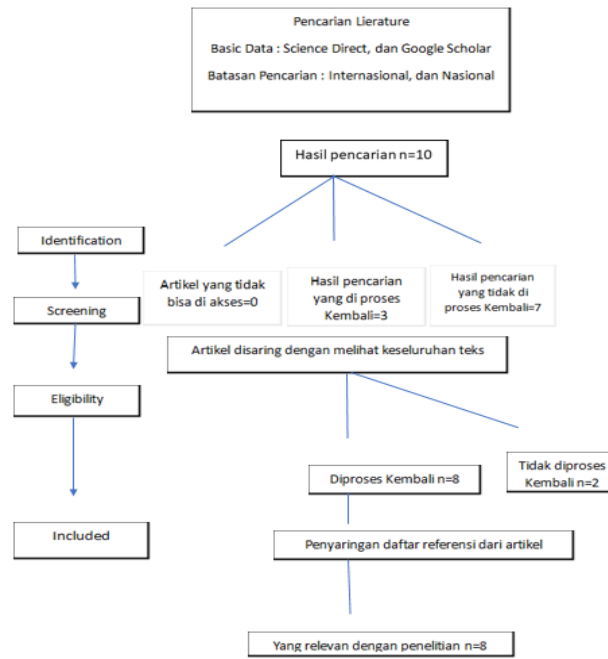 Pencarian Lierature
Basic Data : Science Direct, dan Google Scholar
Batasan Pencarian : Internasional, dan Nasional
Hasil pencarian n=10
Identification
Artikel yang tidak
bisa di akses=0
Hasil pencarian
yang di proses
Kembali=3
Hasil pencarian
yang tidak di
proses Kembali=7
Screening
Artikel disaring dengan melihat keseluruhan teks
Eligibility
Diproses Kembali n=8
Tidak diproses
Kembali n=2
Included
Penyaringan daftar referensi dari artikel
Yang relevan dengan penelitian n=8